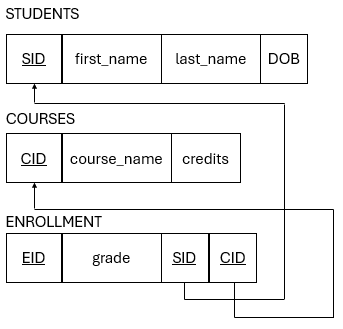 STUDENTS
SID first_name last_name DOB
COURSES
CID course_name credits
ENROLLMENT
EID grade SID CID